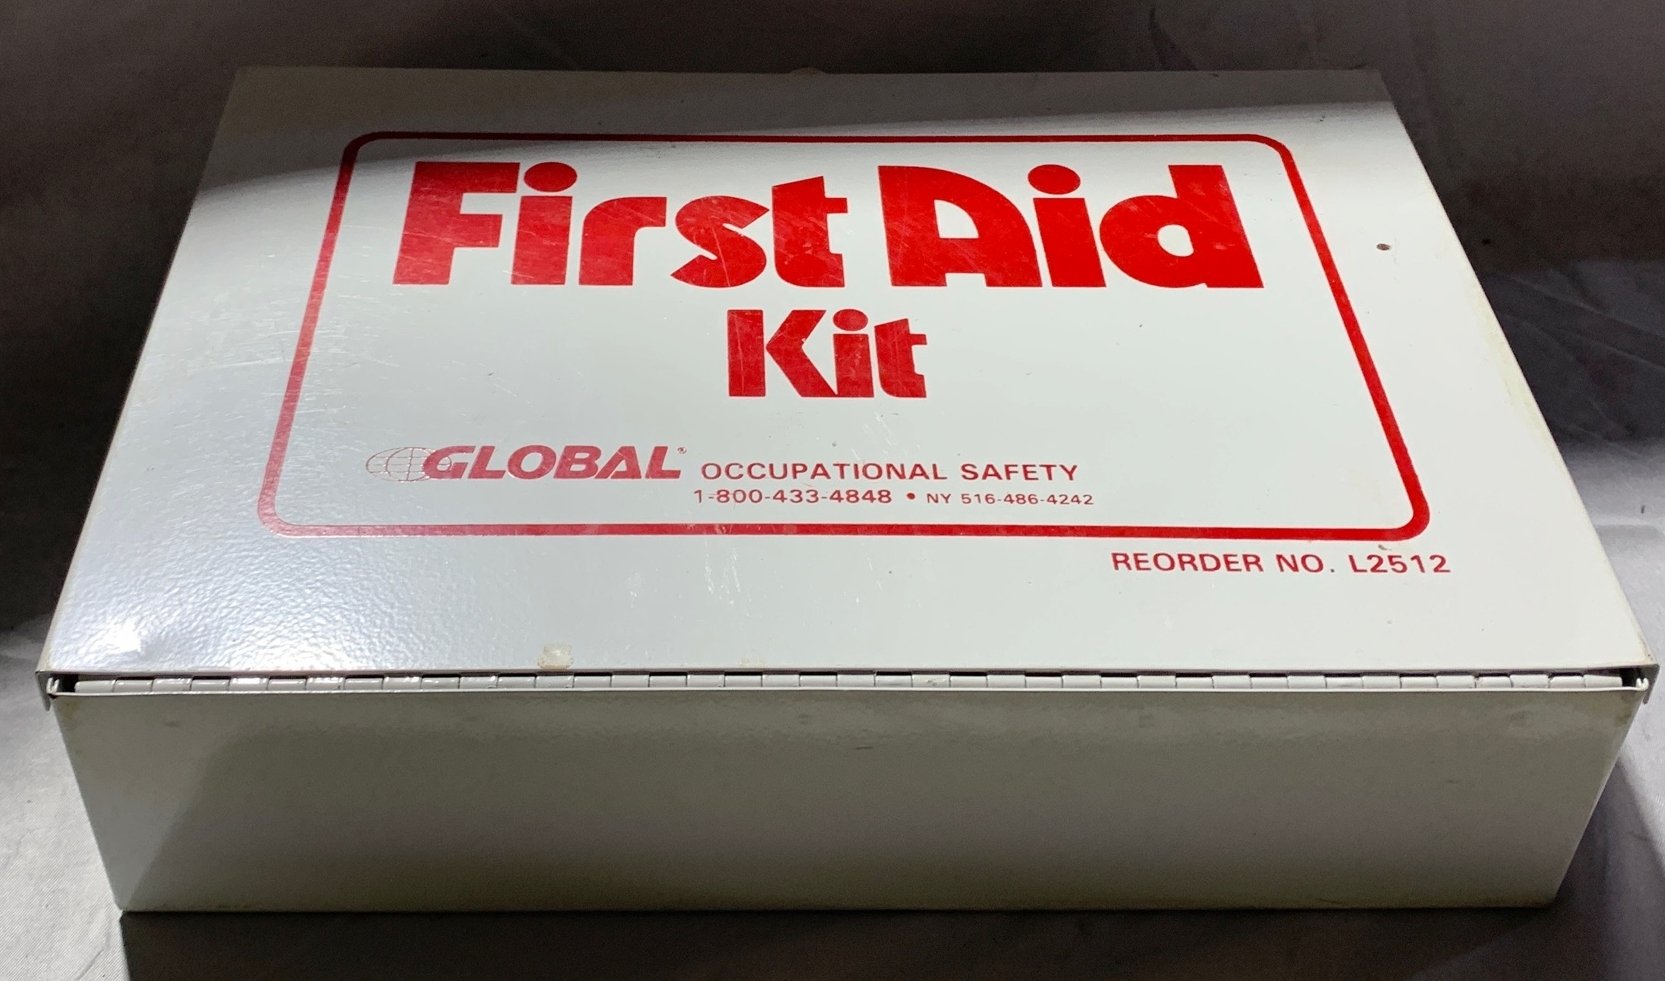 First Aid
Kit
GLOBAL® OCCUPATIONAL SAFETY
1-800-433-4848 • NY 516-486-4242
REORDER NO. L2512